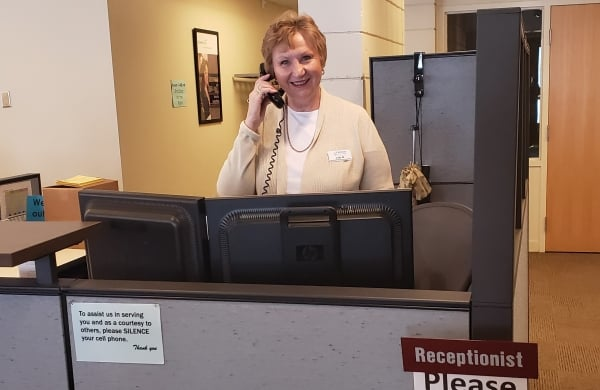 hp
To assist us in serving
you and as a courtesy to
others, please SILENCE
your cell phone.
Thank you
Receptionist
Please